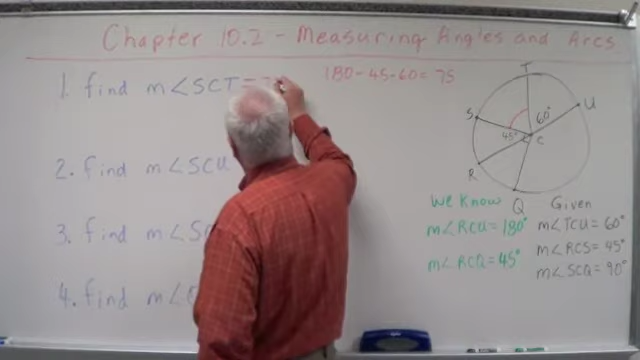 Chapter 10.2 - Measuring Angles and Arcs
1. find m∠SCT =
180 - 45 - 60 = 75
2. find m∠SCU
3. find m∠
4. find m∠
T
S
60°
U
45°
C
R
Q
We Know
m∠RCU = 180°
m∠RCQ = 45°
Given
m∠TCU = 60°
m∠RCS = 45°
m∠SCQ = 90°